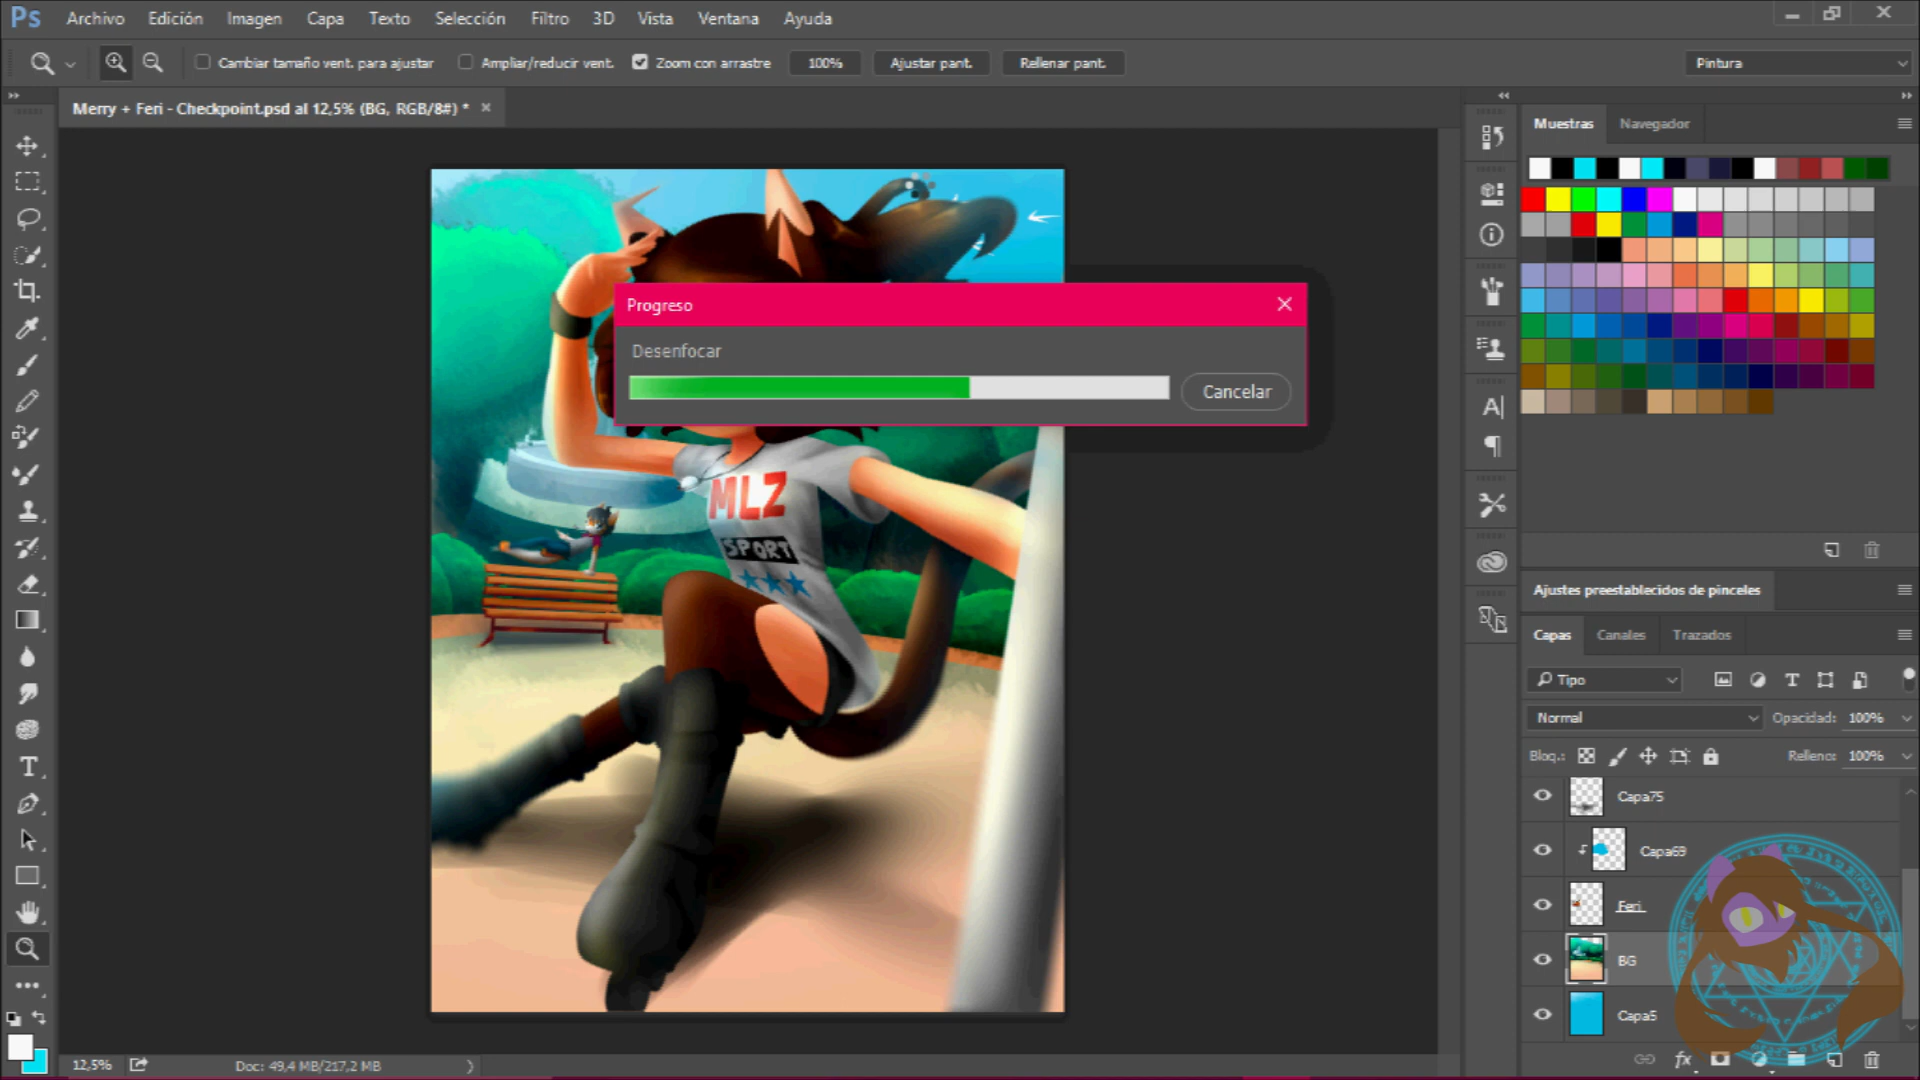 Ps Archivo Edición Imagen Capa Texto Selección Filtro 3D Vista Ventana Ayuda
Cambiar tamaño vent. para ajustar Ampliar/reducir vent. Zoom con arrastre 100% Ajustar pant. Rellenar pant. Pintura
Merry + Feri - Checkpoint.psd al 12,5% (BG, RGB/8#) *
Muestras Navegador
Progreso
Desenfocar
Cancelar
MLZ
SPORT
Ajustes preestablecidos de pinceles
Capas Canales Trazados
Tipo
Normal Opacidad: 100%
Bloq.: Relleno: 100%
Capa75
Capa69
Feri
BG
Capa5
fx
12,5% Doc: 49,4 MB/217,2 MB